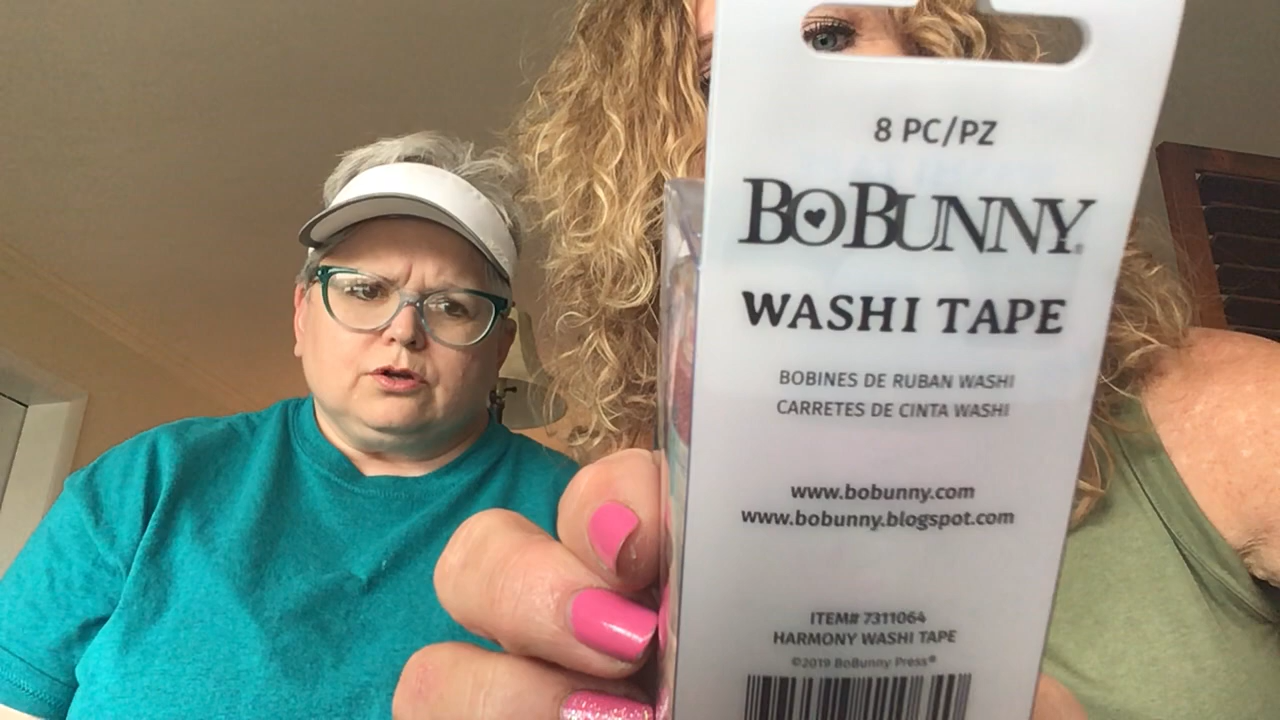 8 PC/PZ
BOBUNNY®
WASHI TAPE
BOBINES DE RUBAN WASHI
CARRETES DE CINTA WASHI
www.bobunny.com
www.bobunny.blogspot.com
ITEM# 7311064
HARMONY WASHI TAPE
©2019 BoBunny Press®